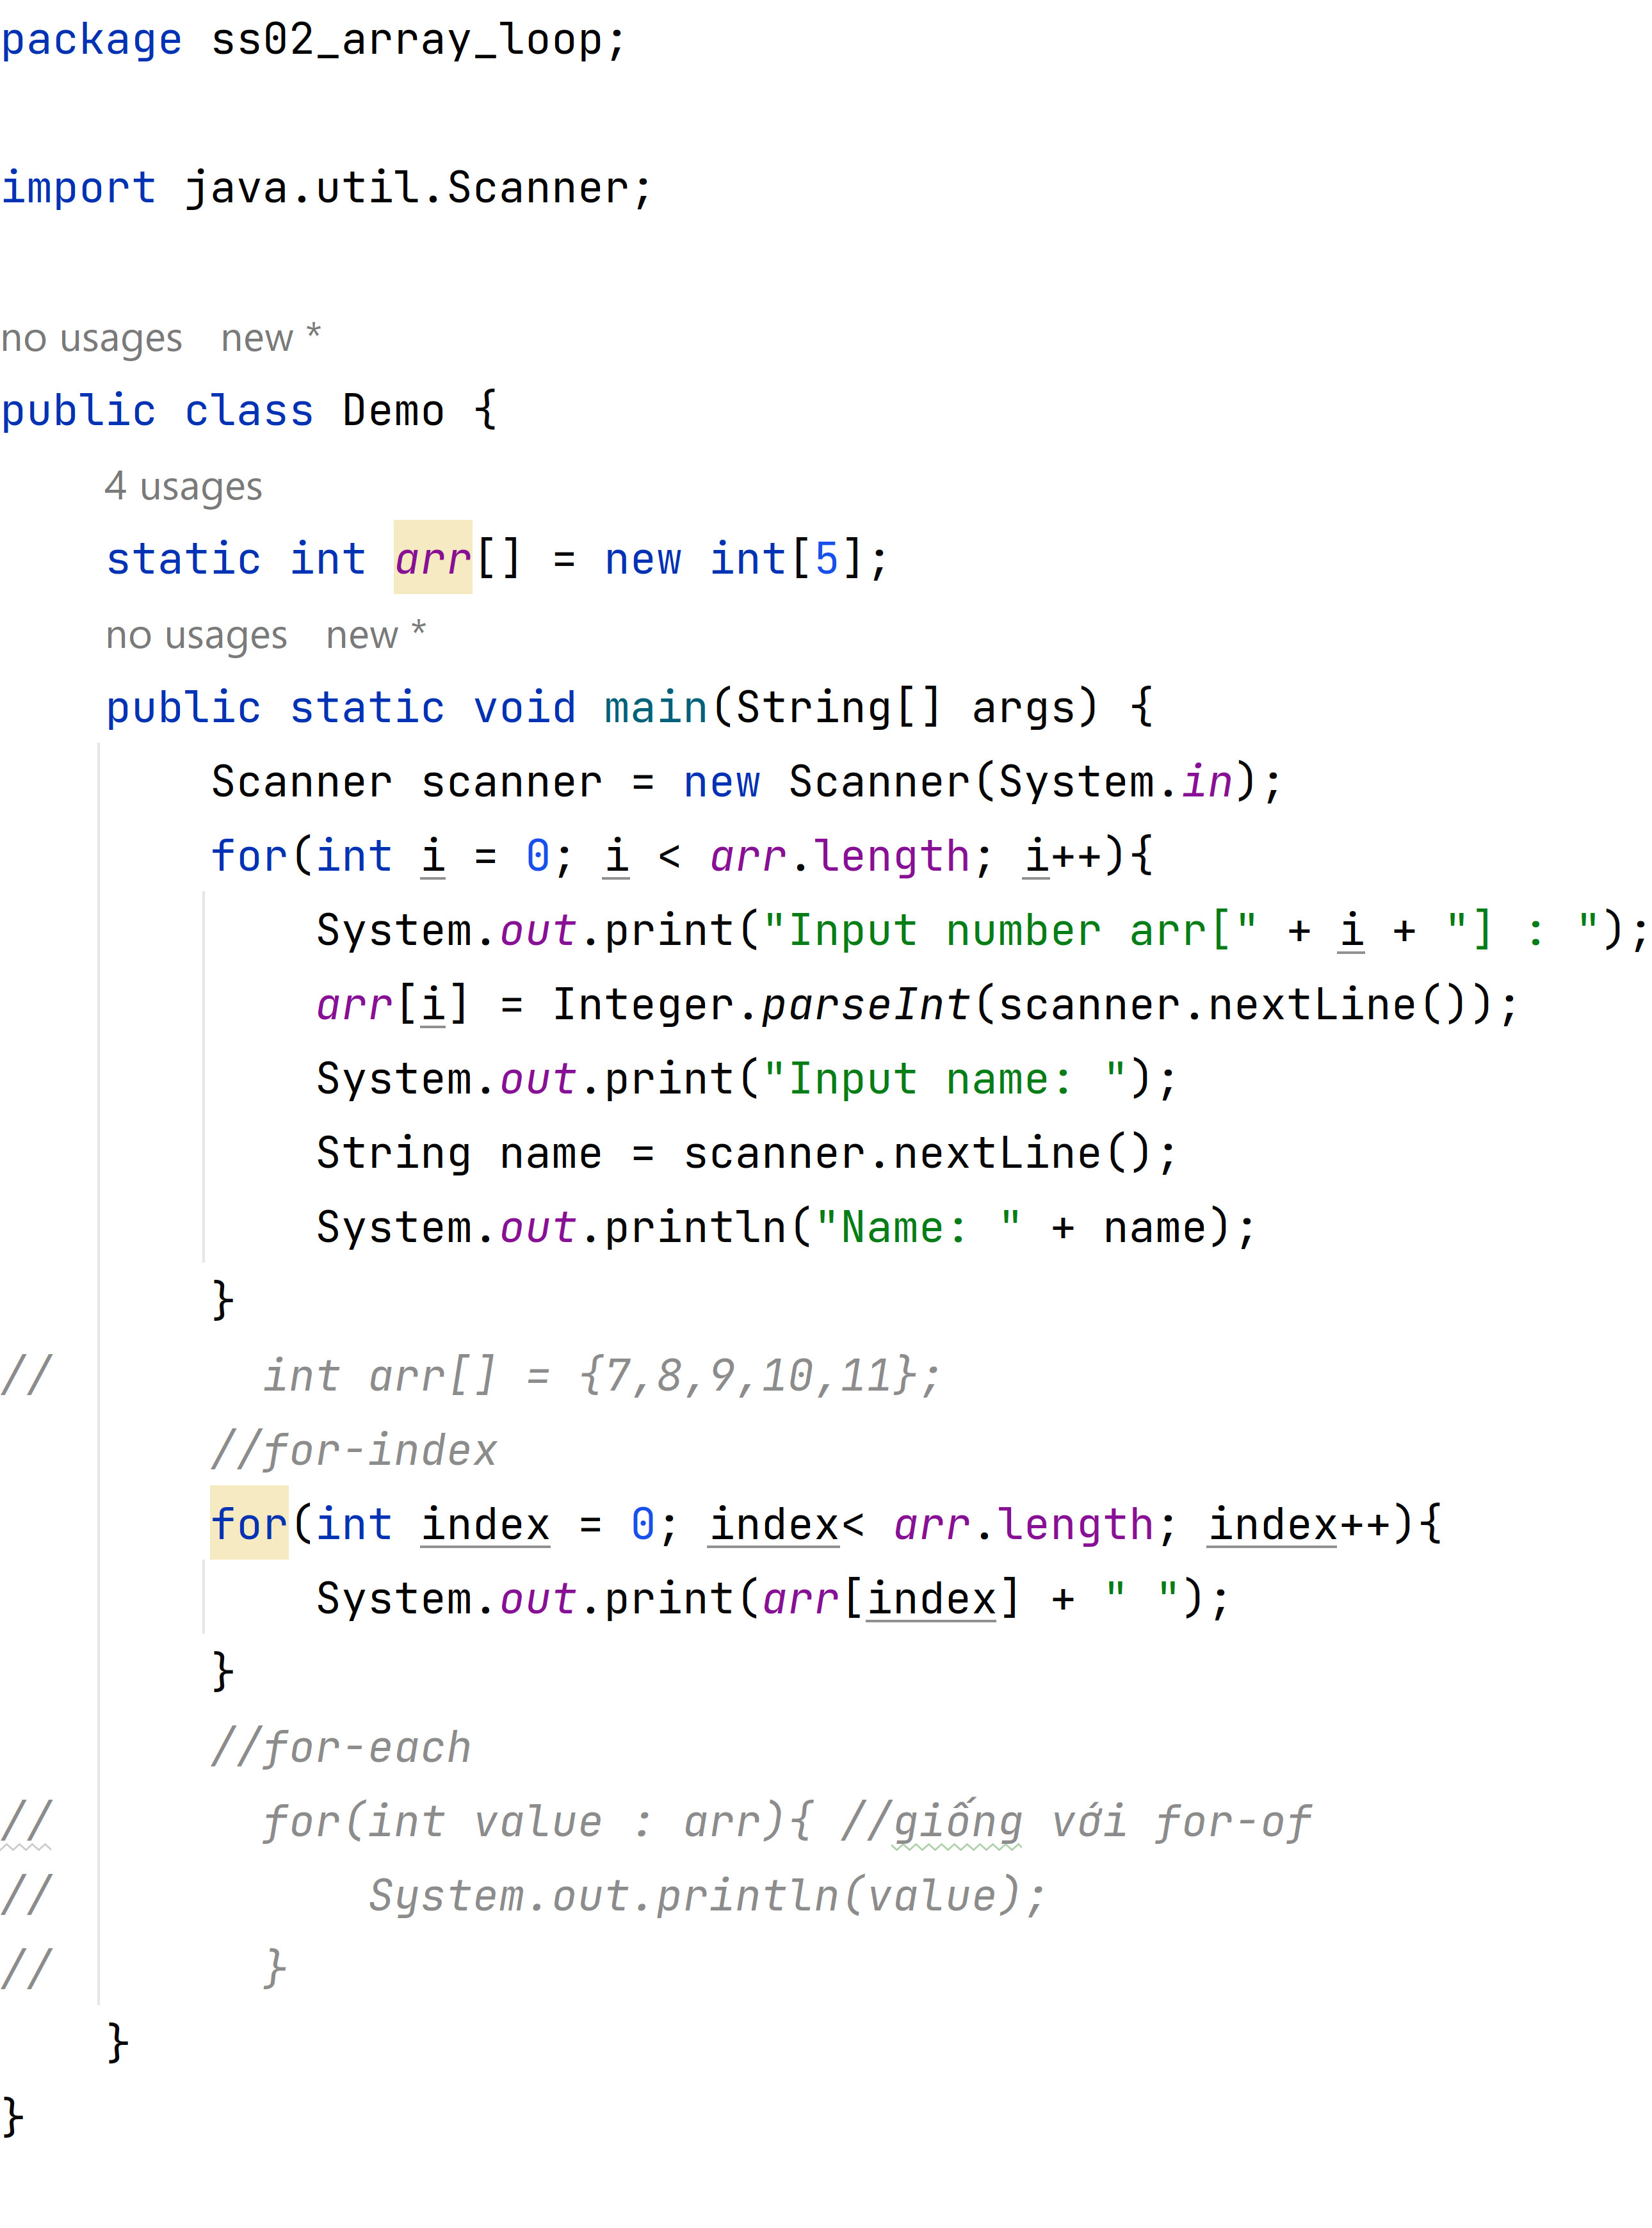 package ss02_array_loop;
import java.util.Scanner;
no usages   new *
public class Demo {
    4 usages
    static int arr[] = new int[5];
    no usages   new *
    public static void main(String[] args) {
        Scanner scanner = new Scanner(System.in);
        for(int i = 0; i < arr.length; i++){
            System.out.print("Input number arr[" + i + "] : ");
            arr[i] = Integer.parseInt(scanner.nextLine());
            System.out.print("Input name: ");
            String name = scanner.nextLine();
            System.out.println("Name: " + name);
        }
//        int arr[] = {7,8,9,10,11};
        //for-index
        for(int index = 0; index< arr.length; index++){
            System.out.print(arr[index] + " ");
        }
        //for-each
//        for(int value : arr){ //giống với for-of
//            System.out.println(value);
//        }
    }
}